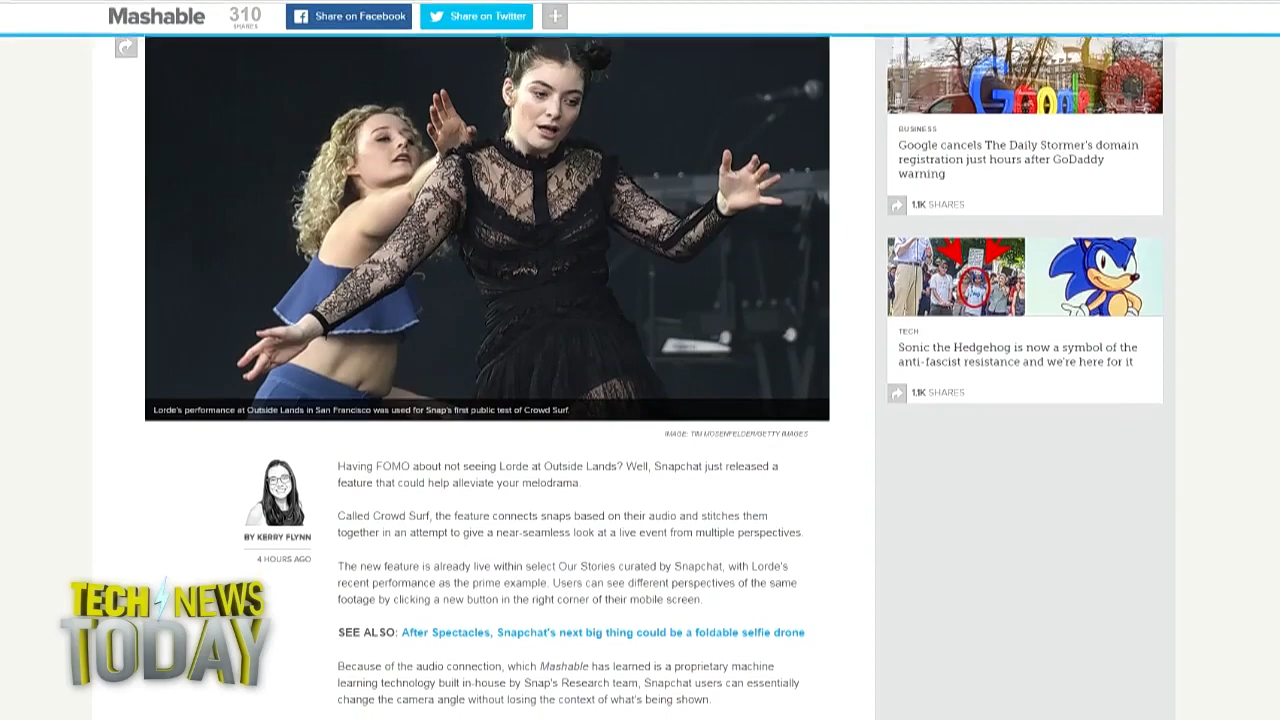 Mashable
310
SHARES
Share on Facebook
Share on Twitter
Google
BUSINESS
Google cancels The Daily Stormer's domain
registration just hours after GoDaddy
warning
1.1K SHARES
TECH
Sonic the Hedgehog is now a symbol of the
anti-fascist resistance and we're here for it
1.1K SHARES
Lorde's performance at Outside Lands in San Francisco was used for Snap's first public test of Crowd Surf.
IMAGE: TIM MOSENFELDER/GETTY IMAGES
Having FOMO about not seeing Lorde at Outside Lands? Well, Snapchat just released a
feature that could help alleviate your melodrama.
Called Crowd Surf, the feature connects snaps based on their audio and stitches them
together in an attempt to give a near-seamless look at a live event from multiple perspectives.
BY KERRY FLYNN
4 HOURS AGO
The new feature is already live within select Our Stories curated by Snapchat, with Lorde's
recent performance as the prime example. Users can see different perspectives of the same
footage by clicking a new button in the right corner of their mobile screen.
SEE ALSO: After Spectacles, Snapchat's next big thing could be a foldable selfie drone
Because of the audio connection, which Mashable has learned is a proprietary machine
learning technology built in-house by Snap's Research team, Snapchat users can essentially
change the camera angle without losing the context of what's being shown.
TECH NEWS
TODAY